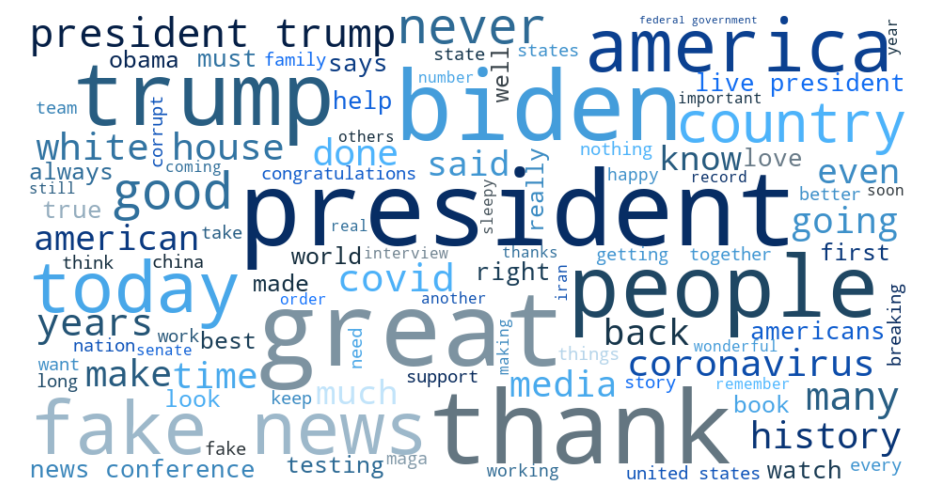 federal government
president trump
never
america
year
obama
must
family
says
state
states
well
trump
biden
number
live president
team
corrupt
help
important
country
white house
others
done
said
nothing
know
love
always
coming
congratulations
really
happy
record
even
still
good
president
sleepy
better
soon
true
real
going
american
take
world
interview
thanks
getting
together
first
think
china
today
made
covid
right
iran
people
order
another
breaking
years
great
back
americans
work
best
need
making
nation
senate
things
wonderful
coronavirus
want
long
make
time
support
media
story
remember
look
keep
much
book
many
fake news
thank
history
fake
maga
news conference
testing
working
united states
watch
every